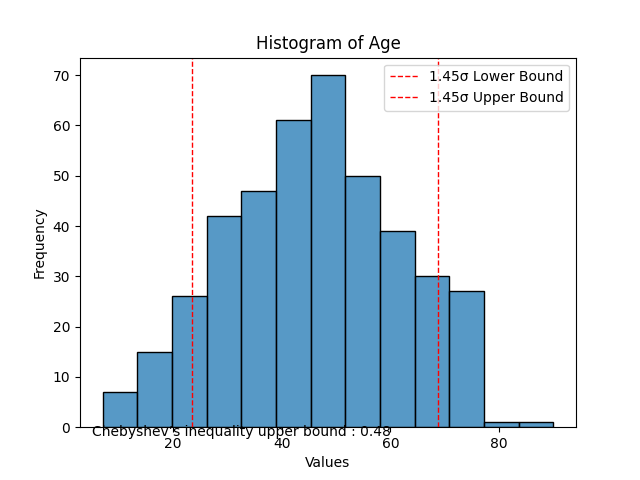 Histogram of Age
1.45σ Lower Bound
1.45σ Upper Bound
Frequency
70
60
50
40
30
20
10
0
Chebyshev's inequality upper bound : 0.48
20
40
60
80
Values